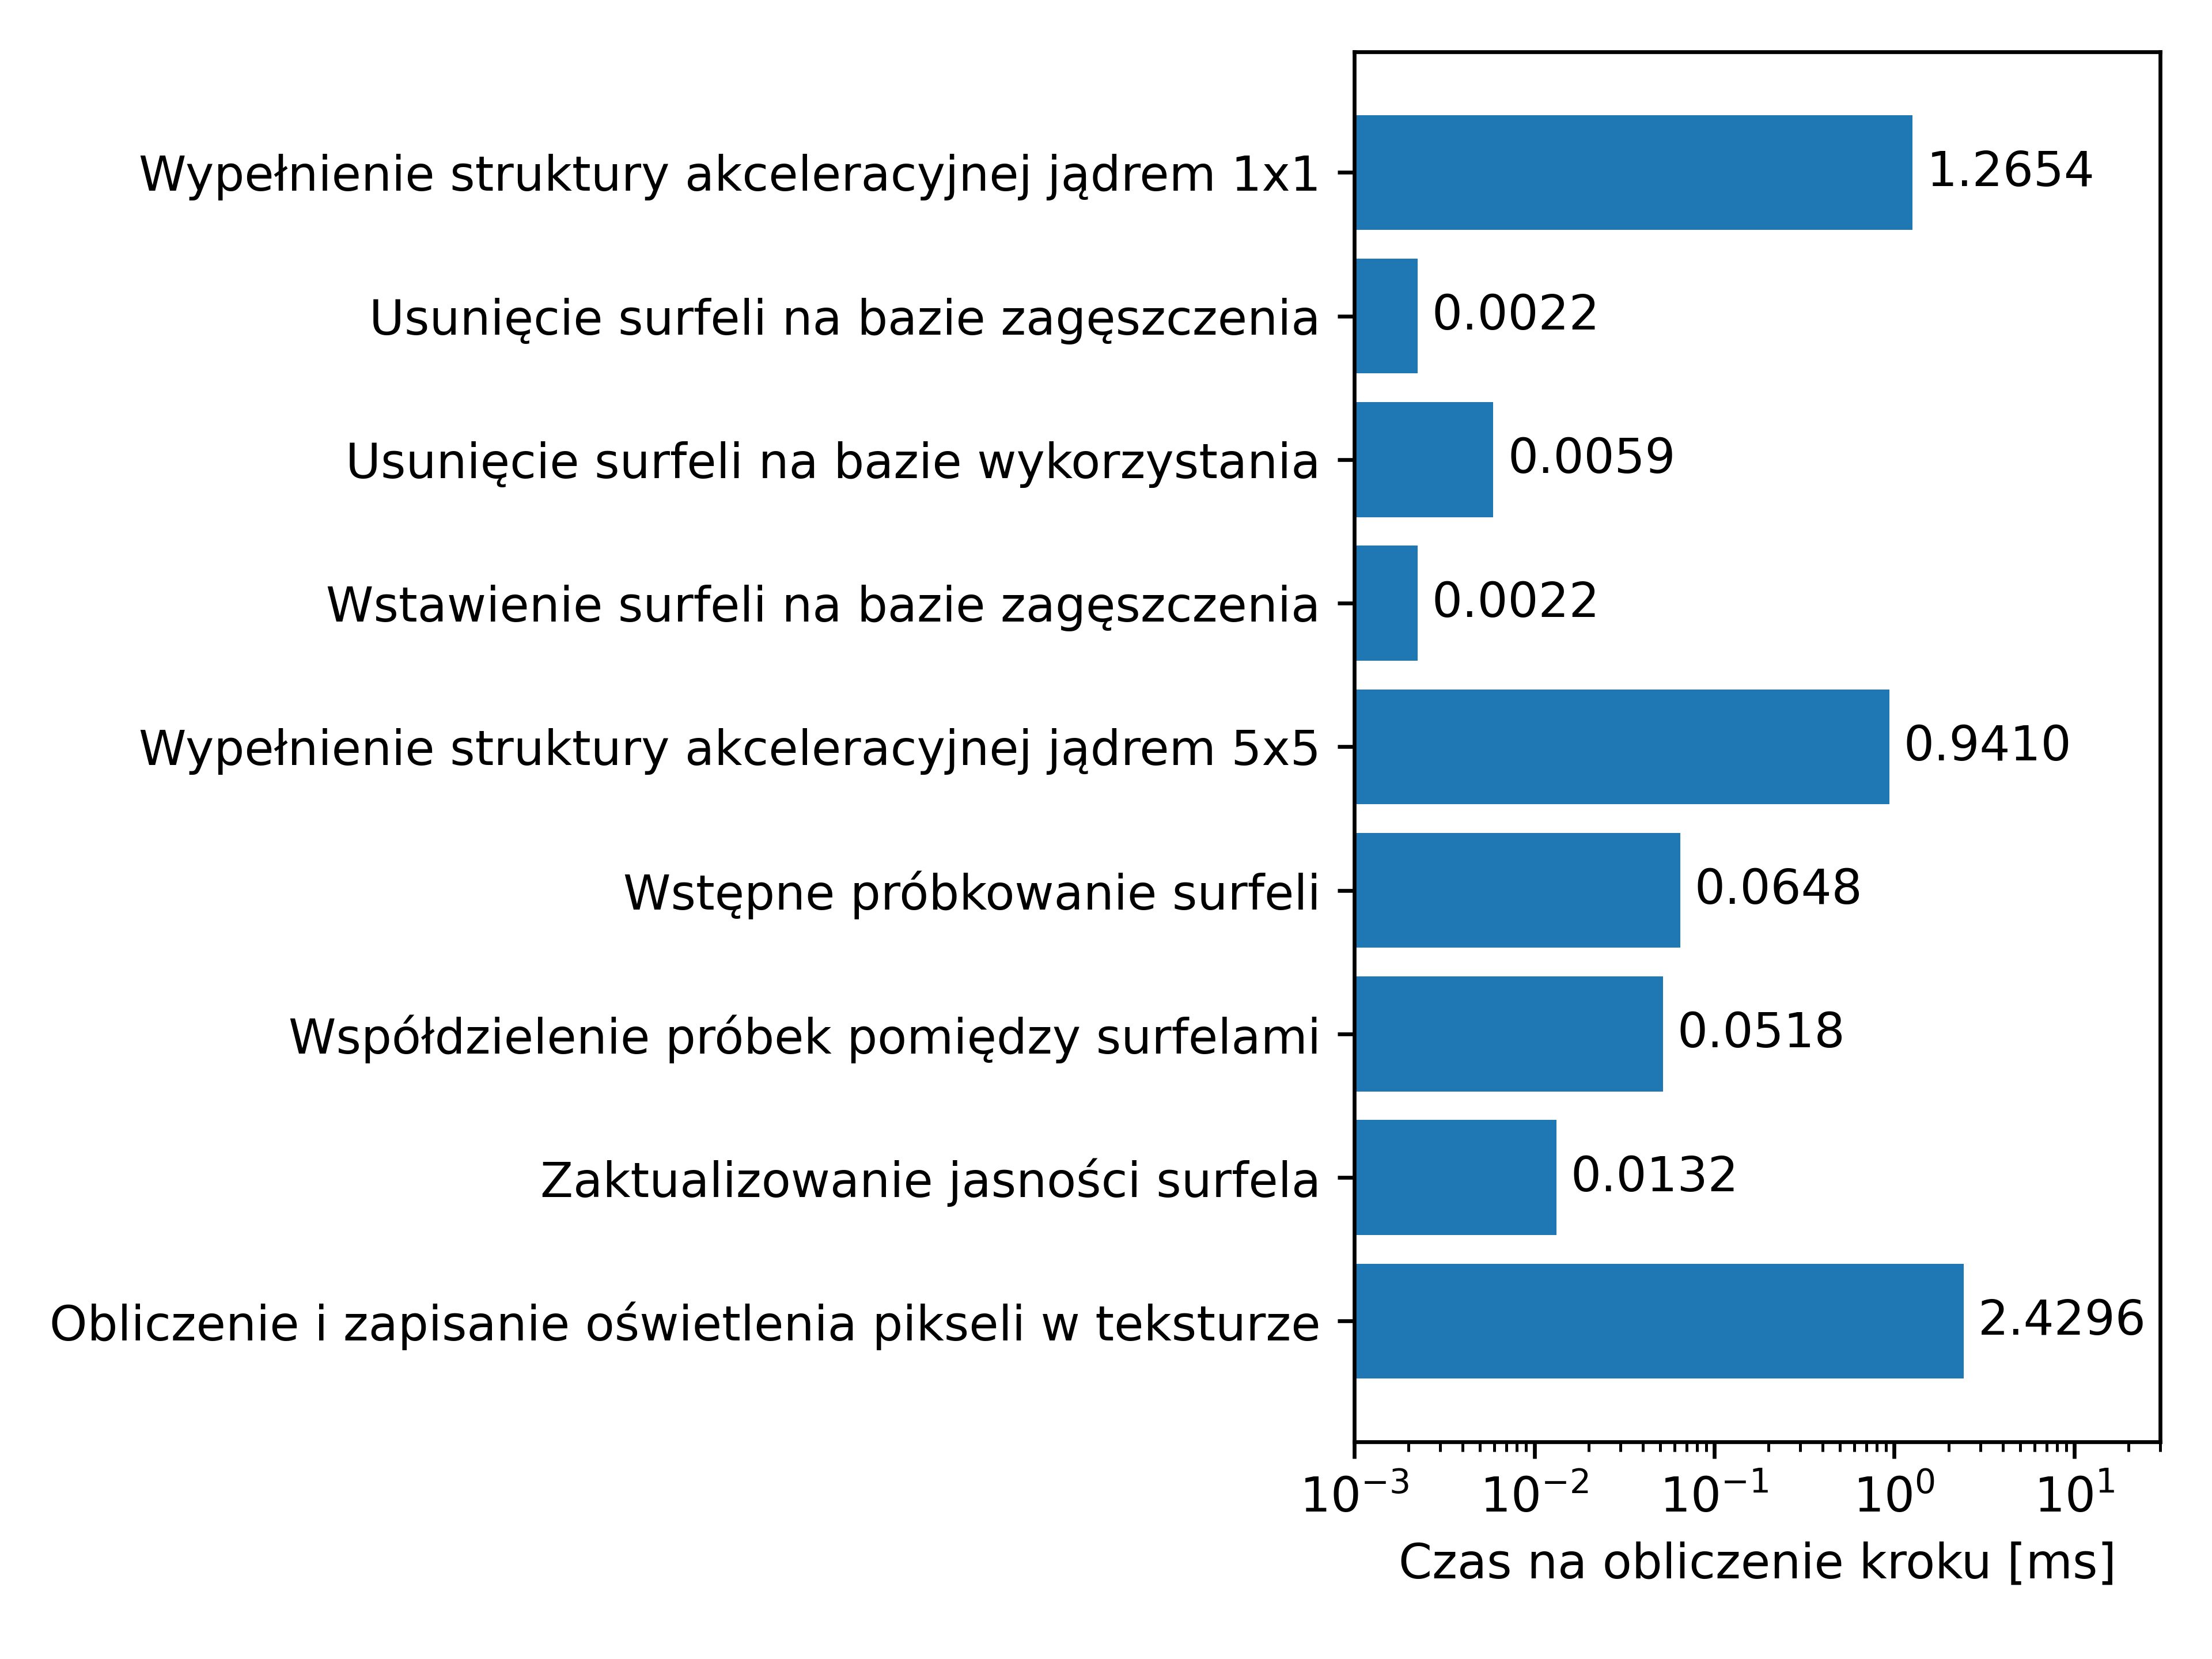 Wypełnienie struktury akceleracyjnej jądrem 1x1 1.2654
Usunięcie surfeli na bazie zagęszczenia 0.0022
Usunięcie surfeli na bazie wykorzystania 0.0059
Wstawienie surfeli na bazie zagęszczenia 0.0022
Wypełnienie struktury akceleracyjnej jądrem 5x5 0.9410
Wstępne próbkowanie surfeli 0.0648
Współdzielenie próbek pomiędzy surfelami 0.0518
Zaktualizowanie jasności surfela 0.0132
Obliczenie i zapisanie oświetlenia pikseli w teksturze 2.4296
10⁻³ 10⁻² 10⁻¹ 10⁰ 10¹
Czas na obliczenie kroku [ms]